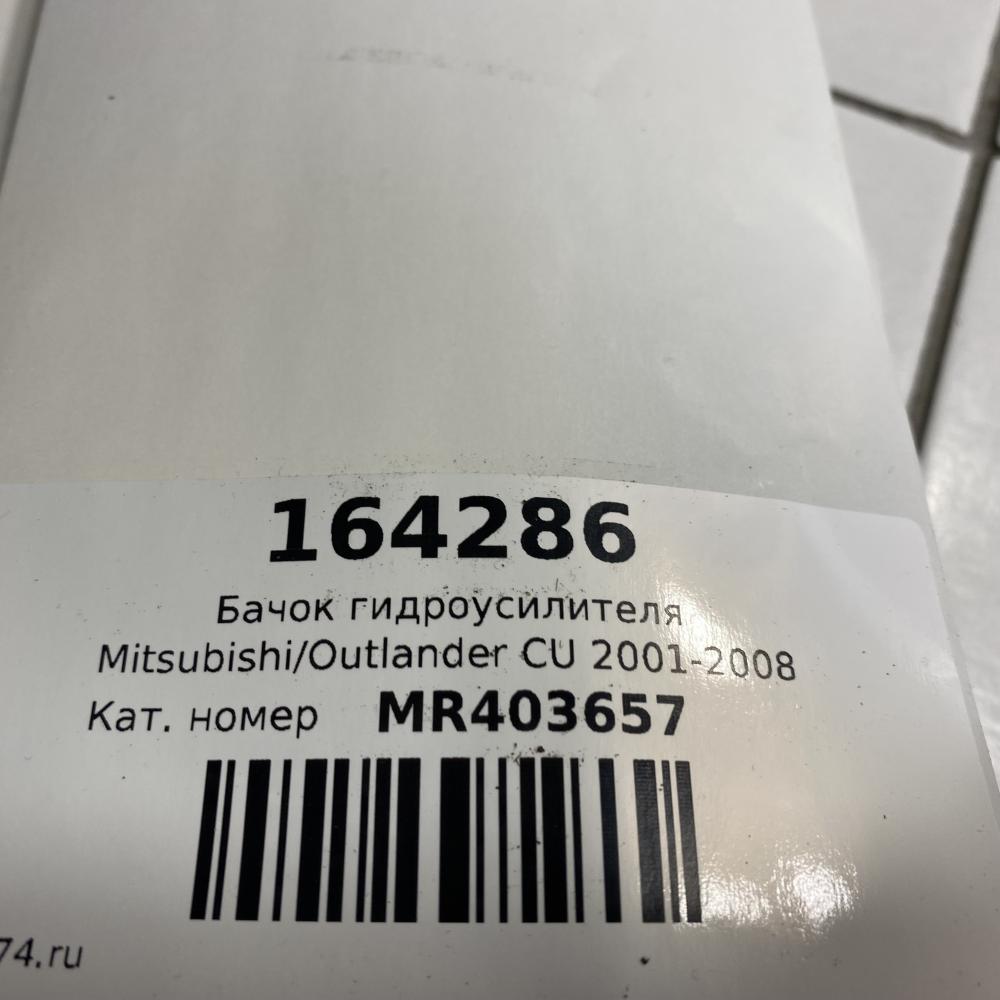 164286
Бачок гидроусилителя
Mitsubishi/Outlander CU 2001-2008
Кат. номер MR403657
74.ru